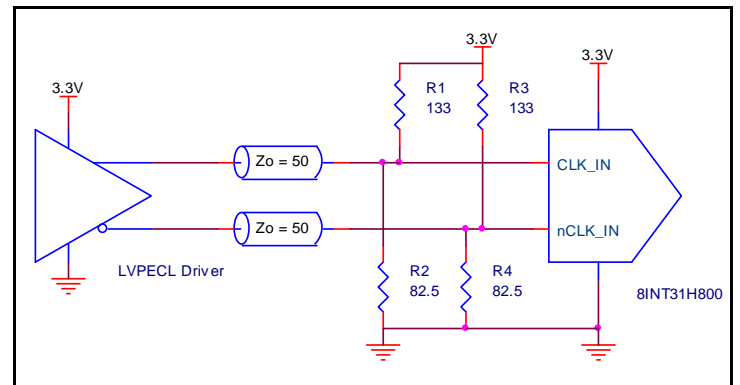 3.3V
3.3V
3.3V
R1
133
R3
133
Zo = 50
CLK_IN
Zo = 50
nCLK_IN
LVPECL Driver
R2
82.5
R4
82.5
8INT31H800